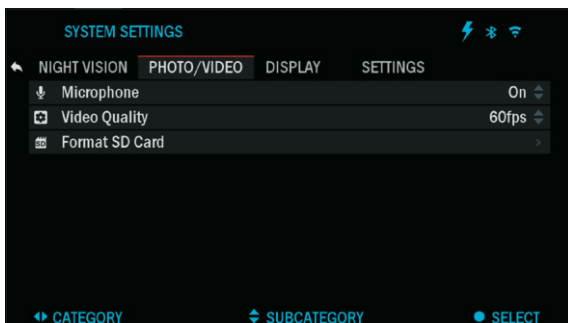 SYSTEM SETTINGS
NIGHT VISION PHOTO/VIDEO DISPLAY SETTINGS
Microphone On
Video Quality 60fps
SD Format SD Card
CATEGORY SUBCATEGORY SELECT